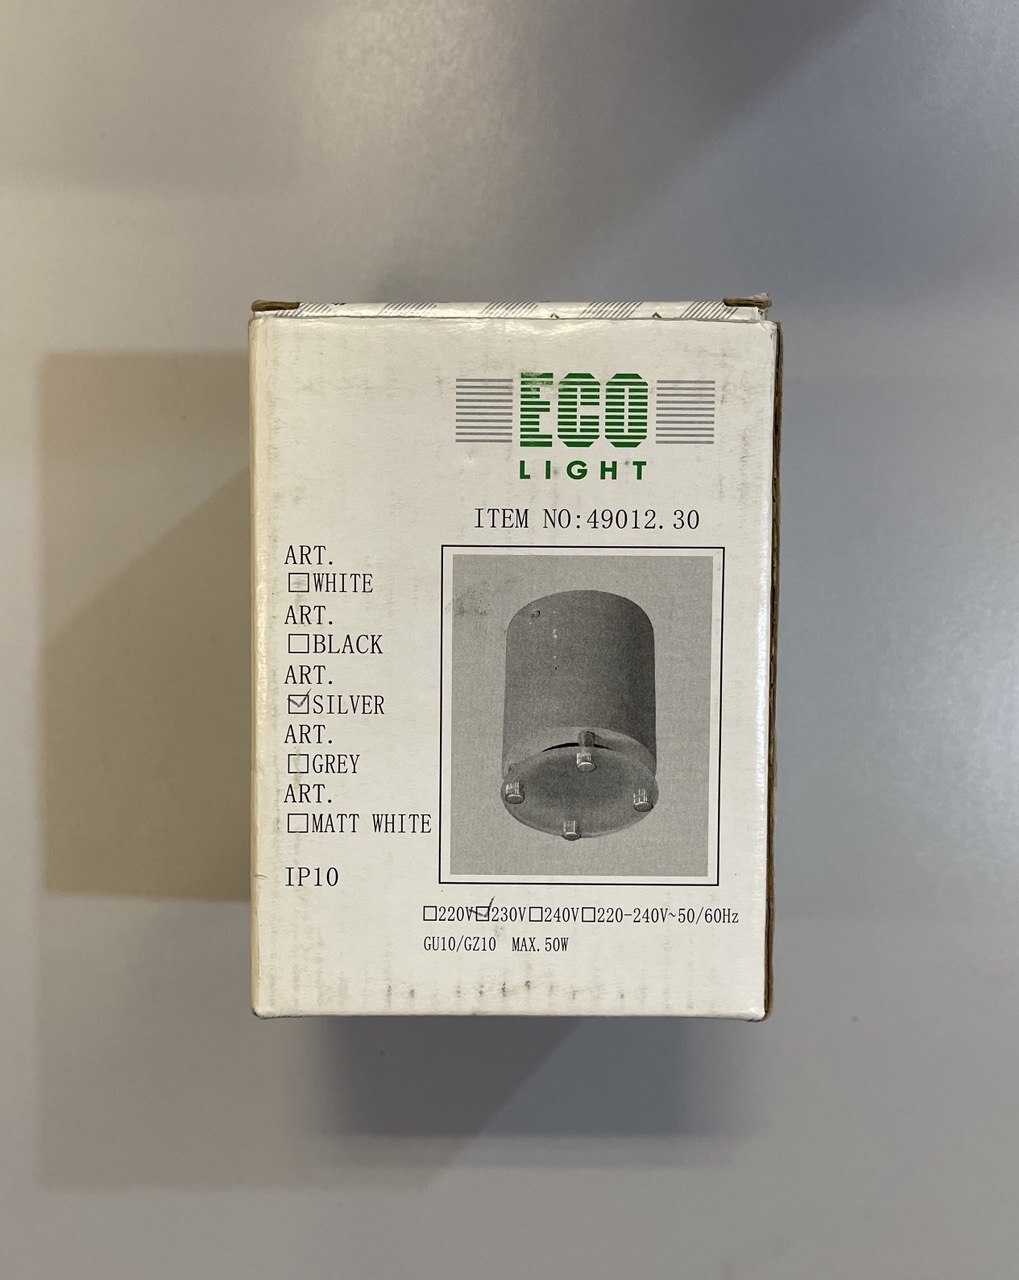 ECO
LIGHT
ITEM NO:49012.30
ART.
☐WHITE
ART.
☐BLACK
ART.
☑SILVER
ART.
☐GREY
ART.
☐MATT WHITE
IP10
☐220V☑230V☐240V☐220-240V~50/60Hz
GU10/GZ10 MAX.50W